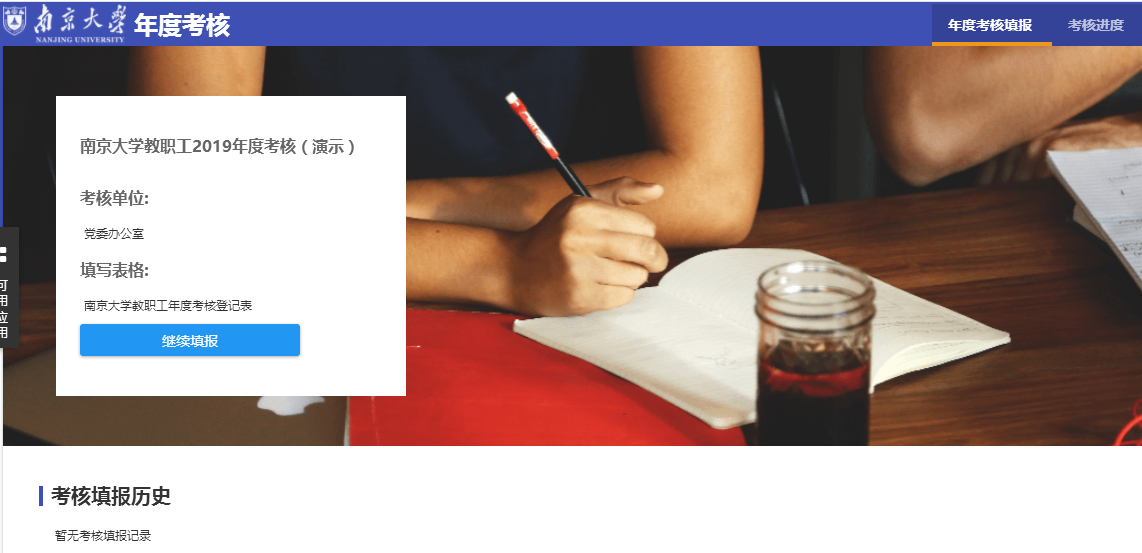 南京大学
NANJING UNIVERSITY
年度考核
年度考核填报
考核进度
南京大学教职工2019年度考核（演示）
考核单位:
党委办公室
填写表格:
南京大学教职工年度考核登记表
继续填报
可用应用
考核填报历史
暂无考核填报记录